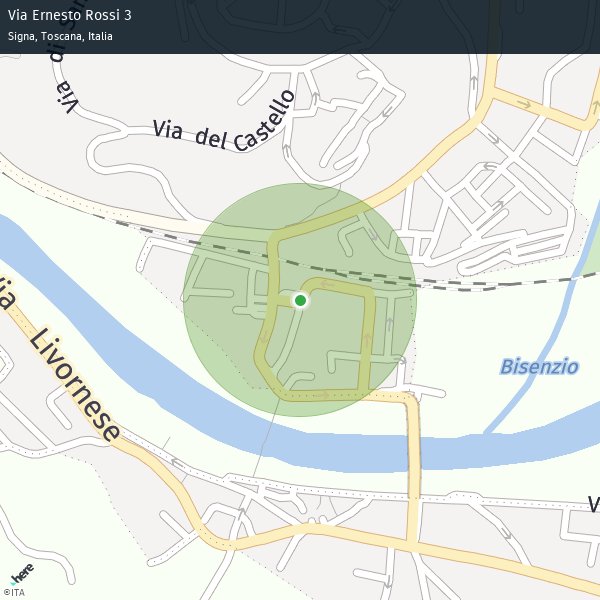 Via Ernesto Rossi 3
Signa, Toscana, Italia
Via di
Via del Castello
Via Livornese
Bisenzio
V
here
©ITA